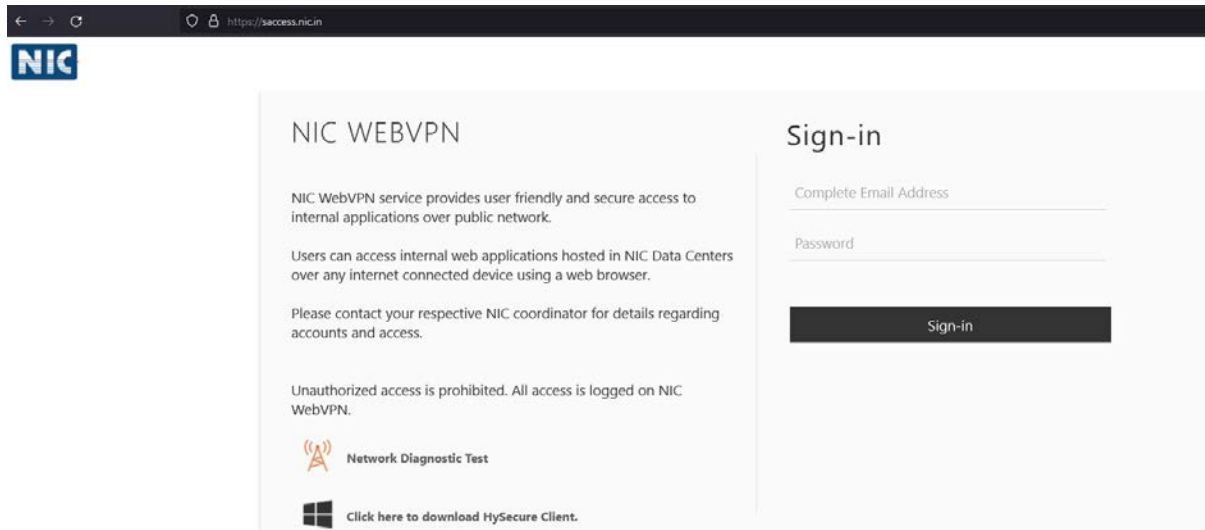 https://saccess.nic.in
NIC
NIC WEBVPN
NIC WebVPN service provides user friendly and secure access to
internal applications over public network.
Users can access internal web applications hosted in NIC Data Centers
over any internet connected device using a web browser.
Please contact your respective NIC coordinator for details regarding
accounts and access.
Unauthorized access is prohibited. All access is logged on NIC
WebVPN.
Network Diagnostic Test
Click here to download HySecure Client.
Sign-in
Complete Email Address
Password
Sign-in